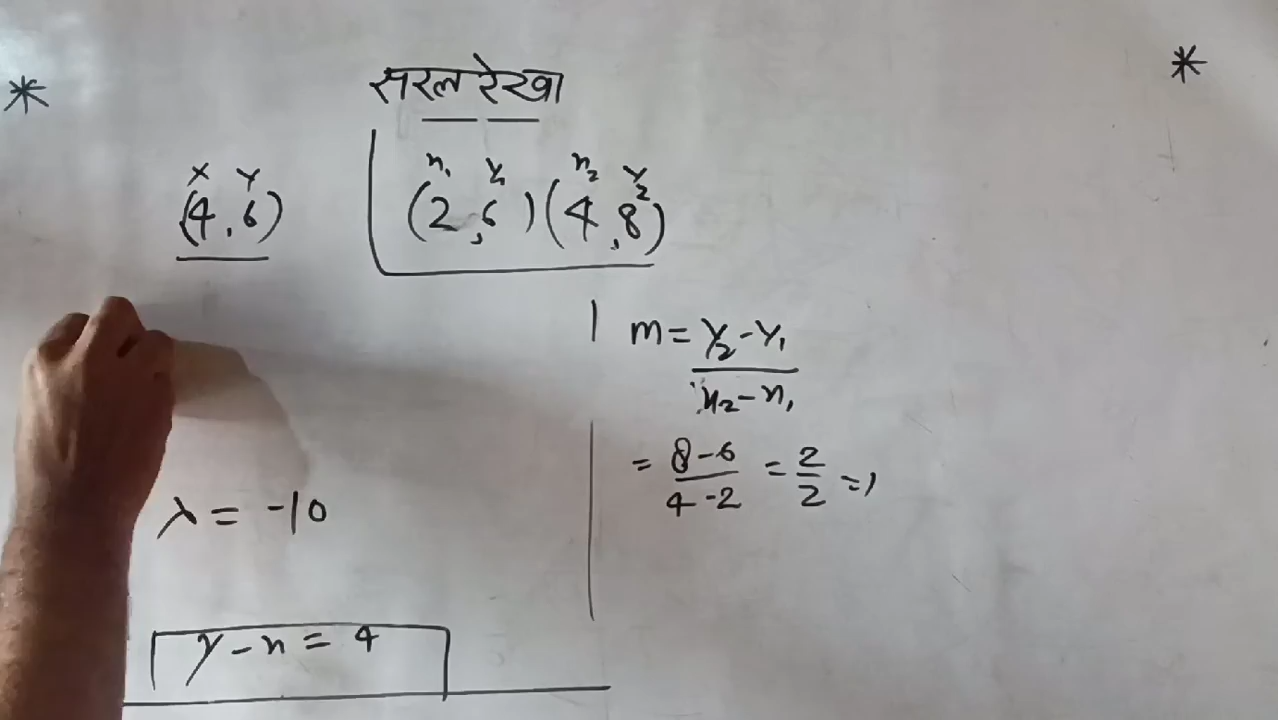 * सरल रेखा *
x y
(4, 6)
x₁ y₁ x₂ y₂
(2, 6) (4, 8)
m = y₂ - y₁ / x₂ - x₁
= 8-6 / 4-2 = 2/2 = 1
λ = -10
y - x = 4